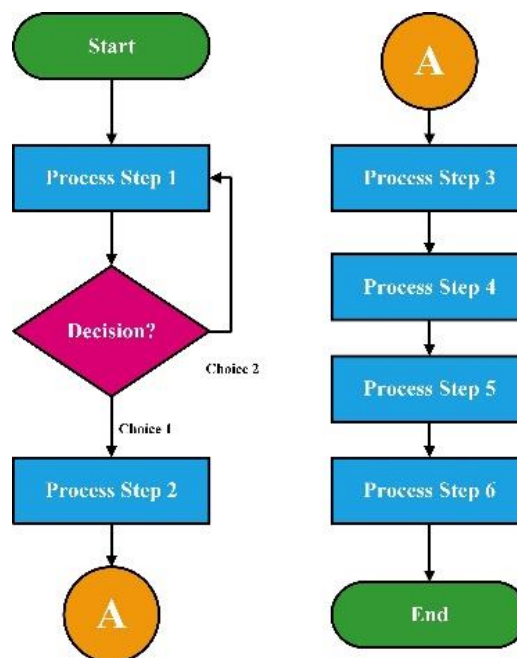 Start
Process Step 1
Decision?
Choice 2
Choice 1
Process Step 2
A
A
Process Step 3
Process Step 4
Process Step 5
Process Step 6
End